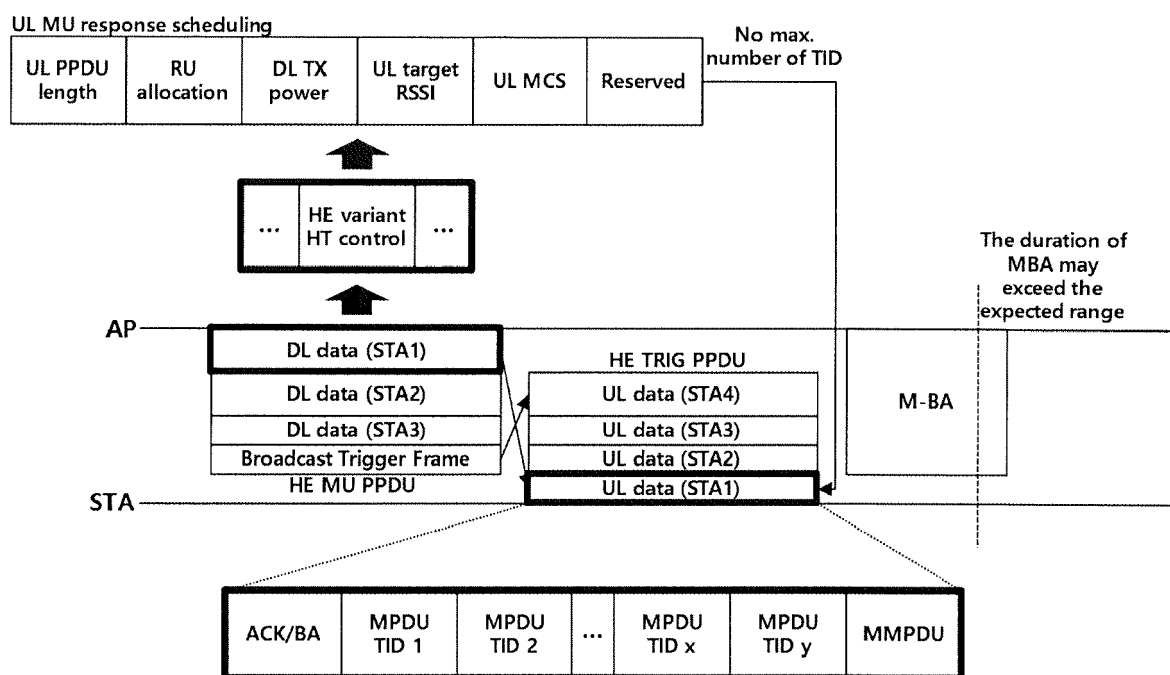 UL MU response scheduling
UL PPDU
length
RU
allocation
DL TX
power
UL target
RSSI
UL MCS
Reserved
No max.
number of TID
...
HE variant
HT control
...
The duration of
MBA may
exceed the
expected range
AP
DL data (STA1)
DL data (STA2)
DL data (STA3)
Broadcast Trigger Frame
HE MU PPDU
HE TRIG PPDU
UL data (STA4)
UL data (STA3)
UL data (STA2)
UL data (STA1)
M-BA
STA
ACK/BA
MPDU
TID 1
MPDU
TID 2
...
MPDU
TID x
MPDU
TID y
MMPDU